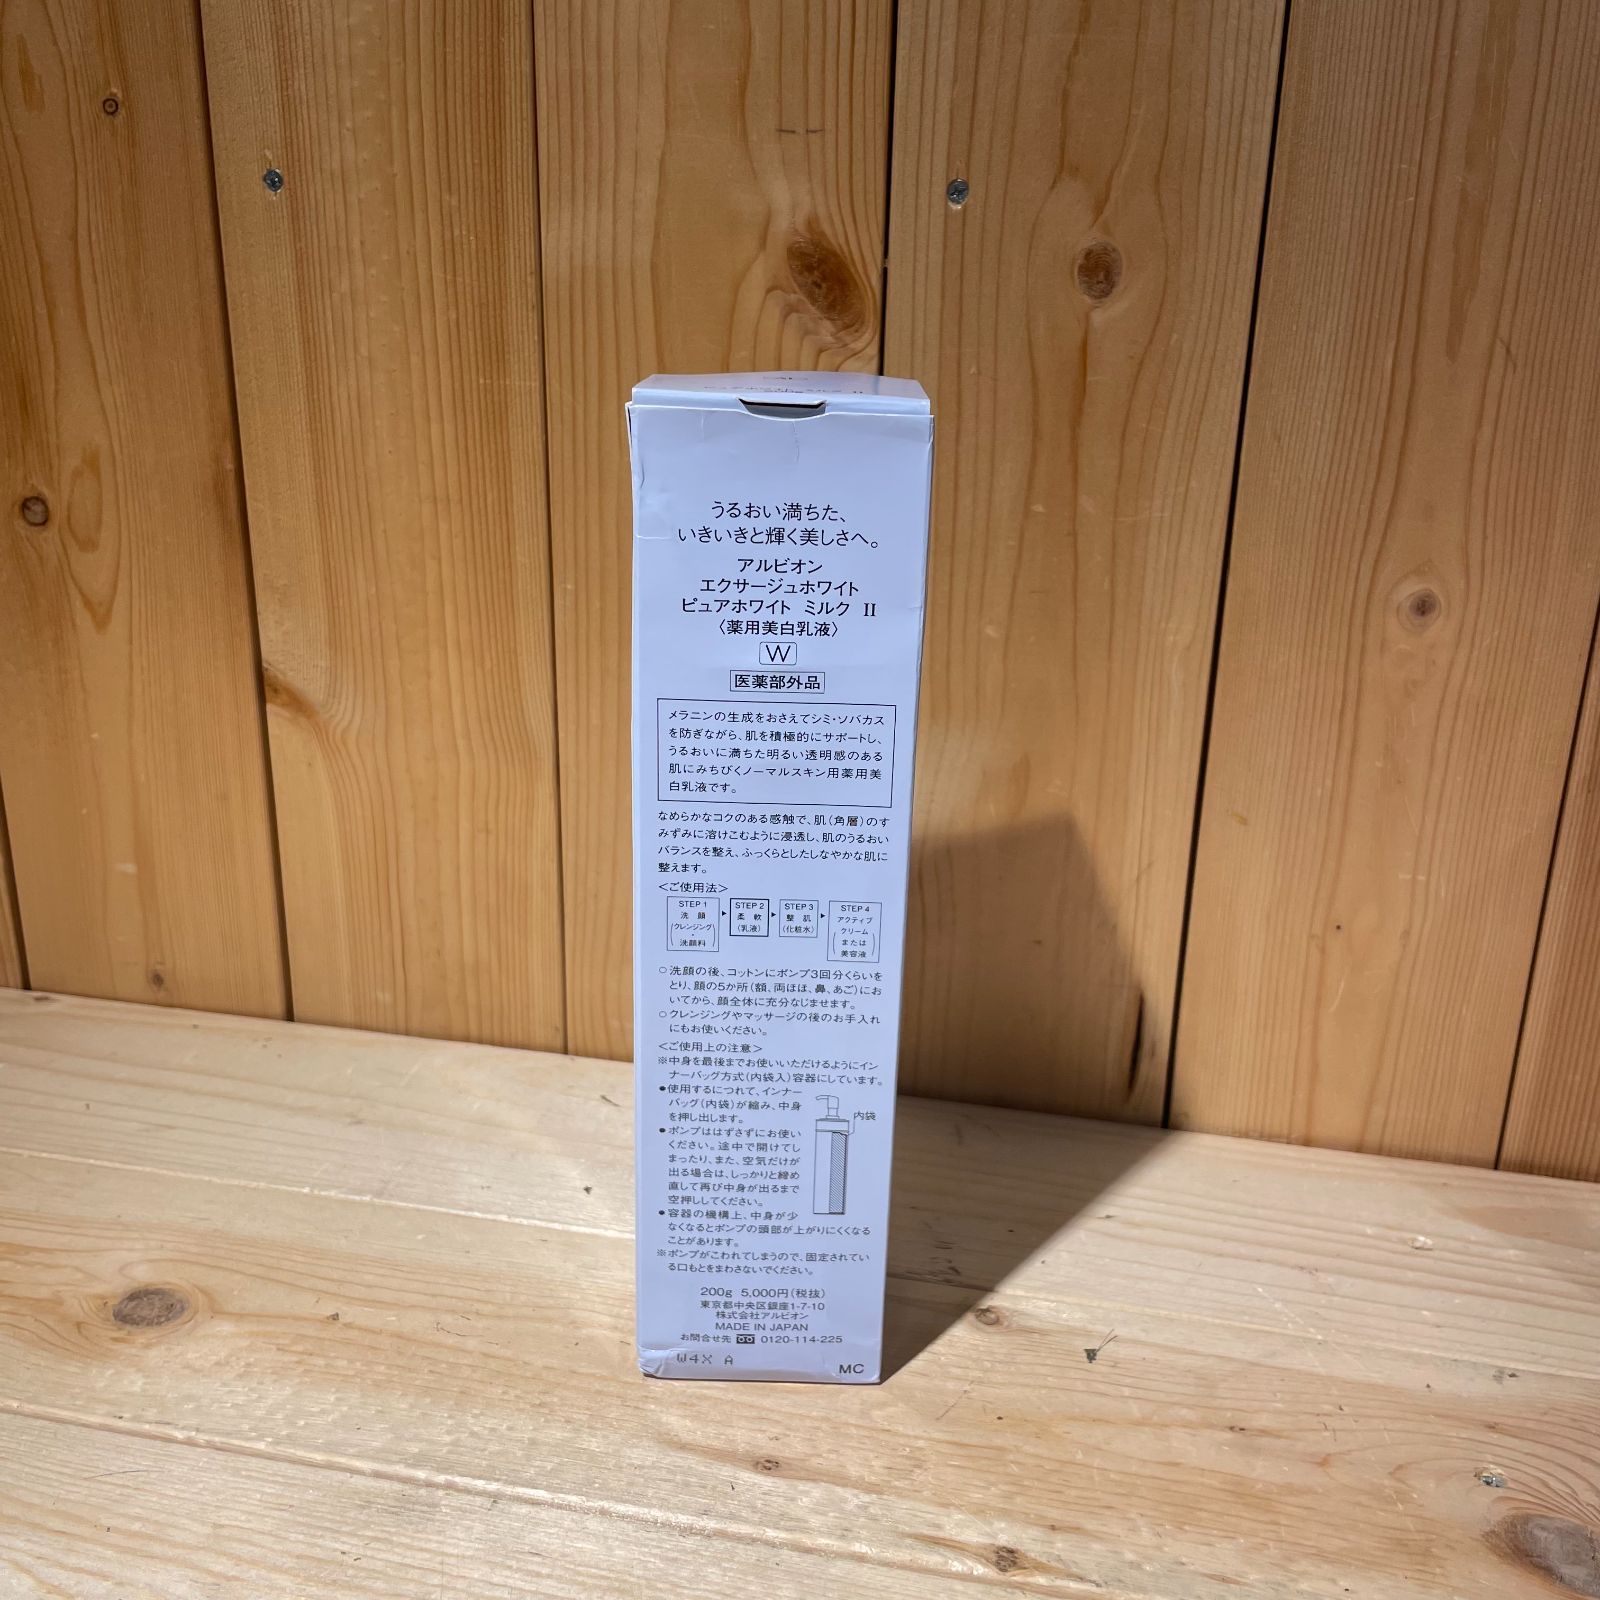 うるおい満ちた、
いきいきと輝く美しさへ。
アルビオン
エクサージュホワイト
ピュアホワイト ミルク II
〈薬用美白乳液〉
W
医薬部外品
メラニンの生成をおさえてシミ・ソバカス
を防ぎながら、肌を積極的にサポートし、
うるおいに満ちた明るい透明感のある
肌にみちびくノーマルスキン用薬用美
白乳液です。
なめらかなコクのある感触で、肌(角層)のす
みずみに溶けこむように浸透し、肌のうるおい
バランスを整え、ふっくらとしたしなやかな肌に
整えます。
<ご使用法>
STEP 1 ▶ STEP 2 ▶ STEP 3 ▶ STEP 4
洗顔 柔軟 整肌 アクティブ
(クレンジング (乳液) (化粧水) クリーム
・ (または
洗顔料) 美容液)
○洗顔の後、コットンにポンプ3回分くらいを
とり、顔の5か所(額、両ほほ、鼻、あご)にお
いてから、顔全体に充分なじませます。
○クレンジングやマッサージの後のお手入れ
にもお使いください。
<ご使用上の注意>
※中身を最後までお使いいただけるようにイン
ナーバッグ方式(内袋入)容器にしています。
●使用するにつれて、インナー
バッグ(内袋)が縮み、中身
を押し出します。
内袋
●ポンプははずさずにお使い
ください。途中で開けてし
まったり、また、空気だけが
出る場合は、しっかりと締め
直して再び中身が出るまで
空押ししてください。
●容器の機構上、中身が少
なくなるとポンプの頭部が上がりにくくなる
ことがあります。
※ポンプがこわれてしまうので、固定されてい
る口もとをまわさないでください。
200g 5,000円(税抜)
東京都中央区銀座1-7-10
株式会社アルビオン
MADE IN JAPAN
お問合せ先 0120-114-225
W4X A
MC